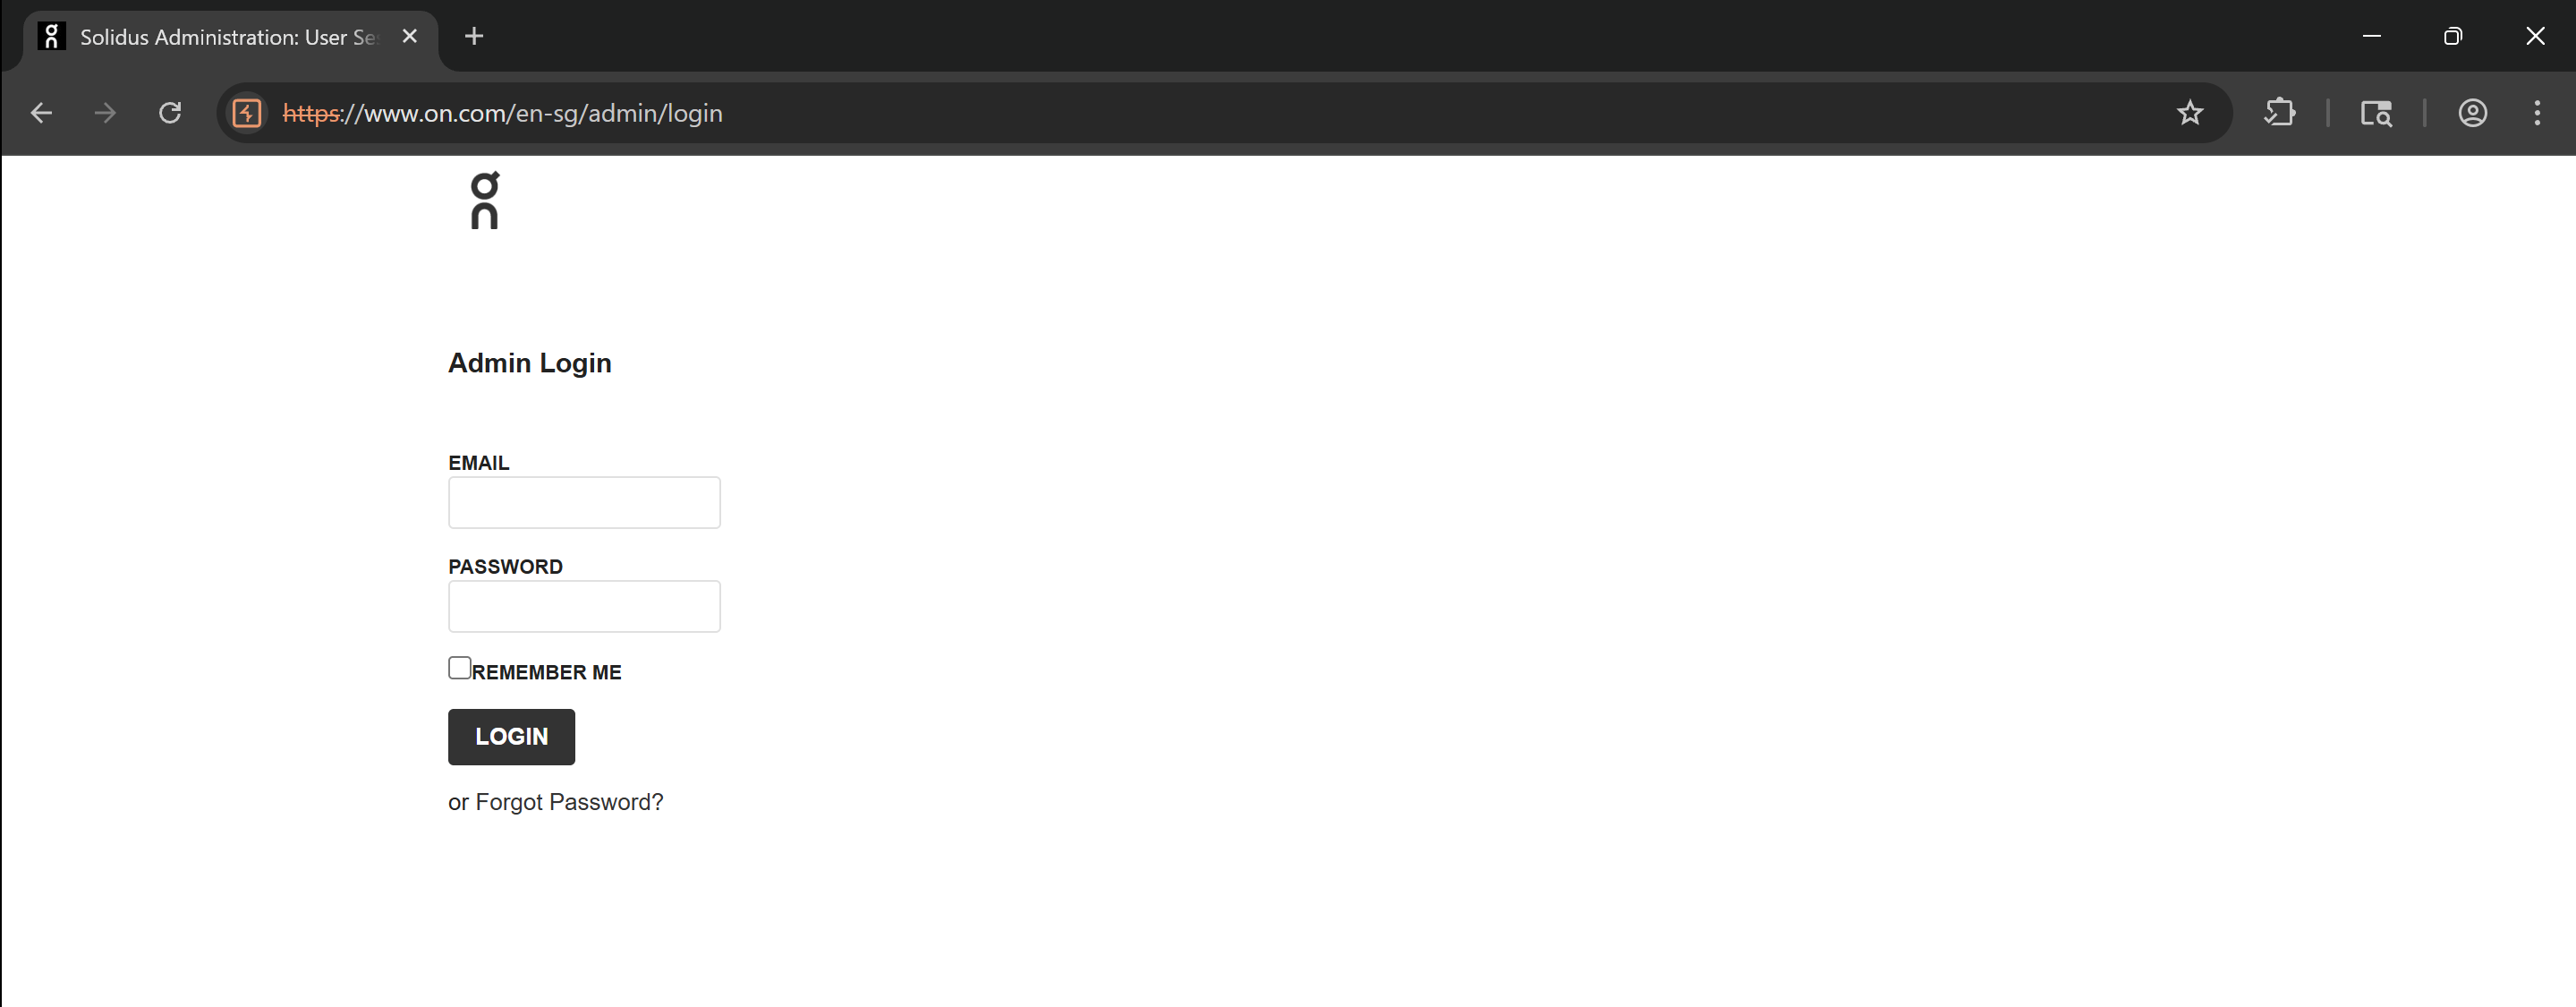 Solidus Administration: User Se
https://www.on.com/en-sg/admin/login
on
Admin Login
EMAIL
PASSWORD
REMEMBER ME
LOGIN
or Forgot Password?